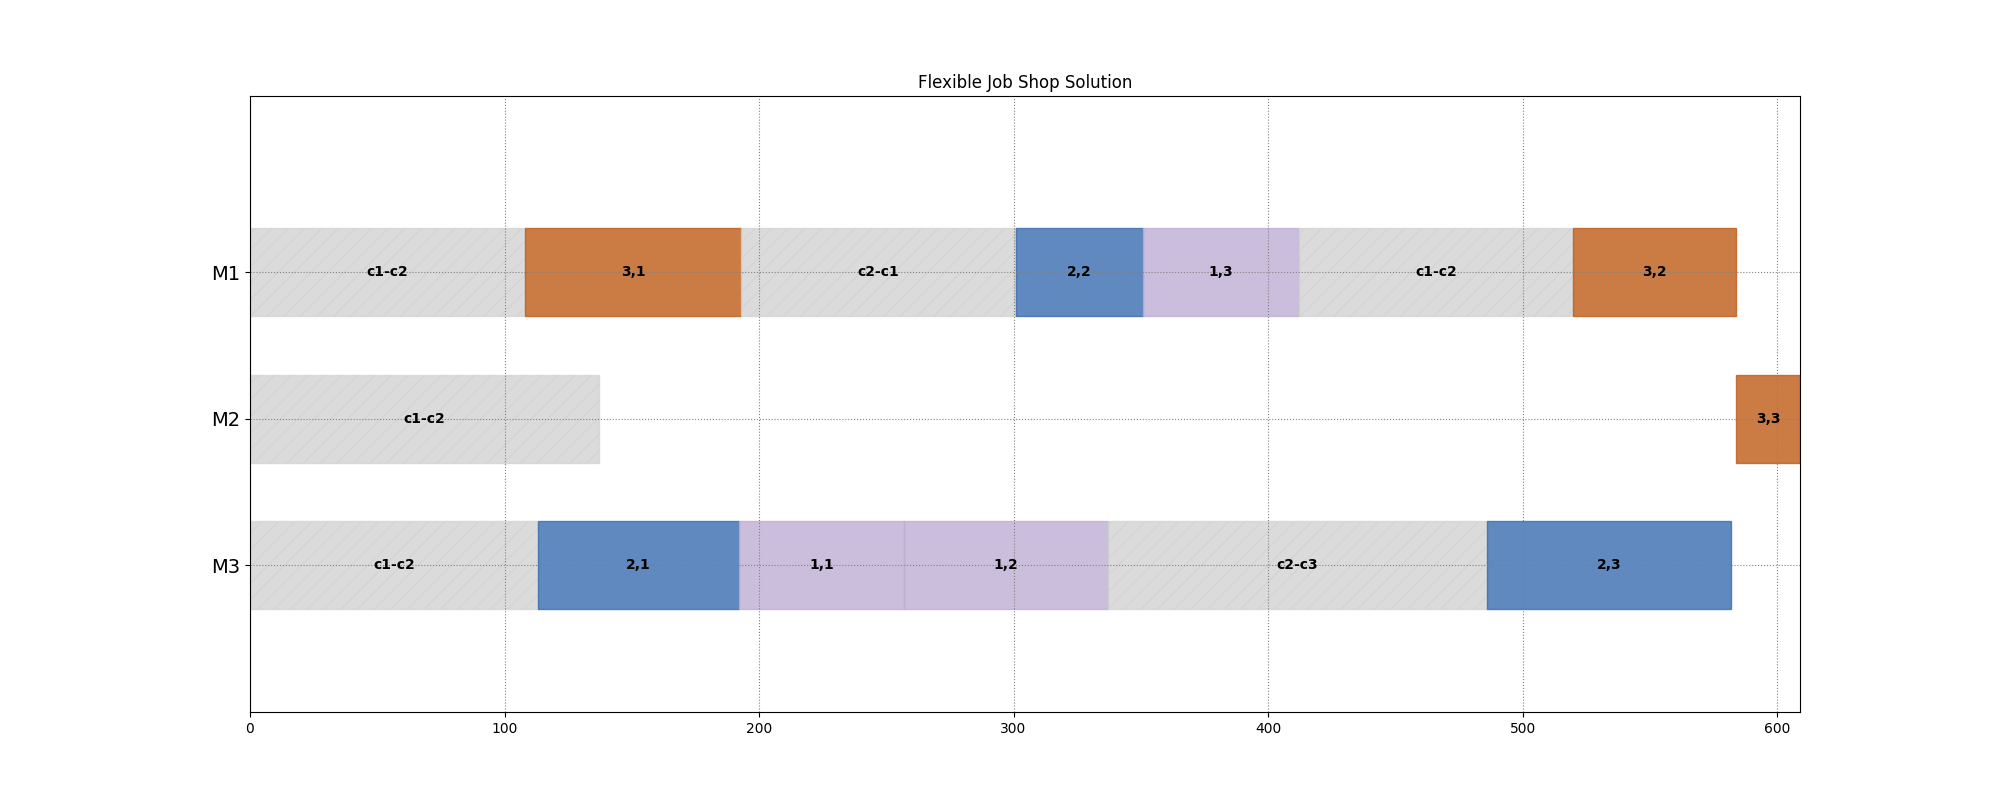 Flexible Job Shop Solution
M1
c1-c2
3,1
c2-c1
2,2
1,3
c1-c2
3,2
M2
c1-c2
3,3
M3
c1-c2
2,1
1,1
1,2
c2-c3
2,3
0
100
200
300
400
500
600